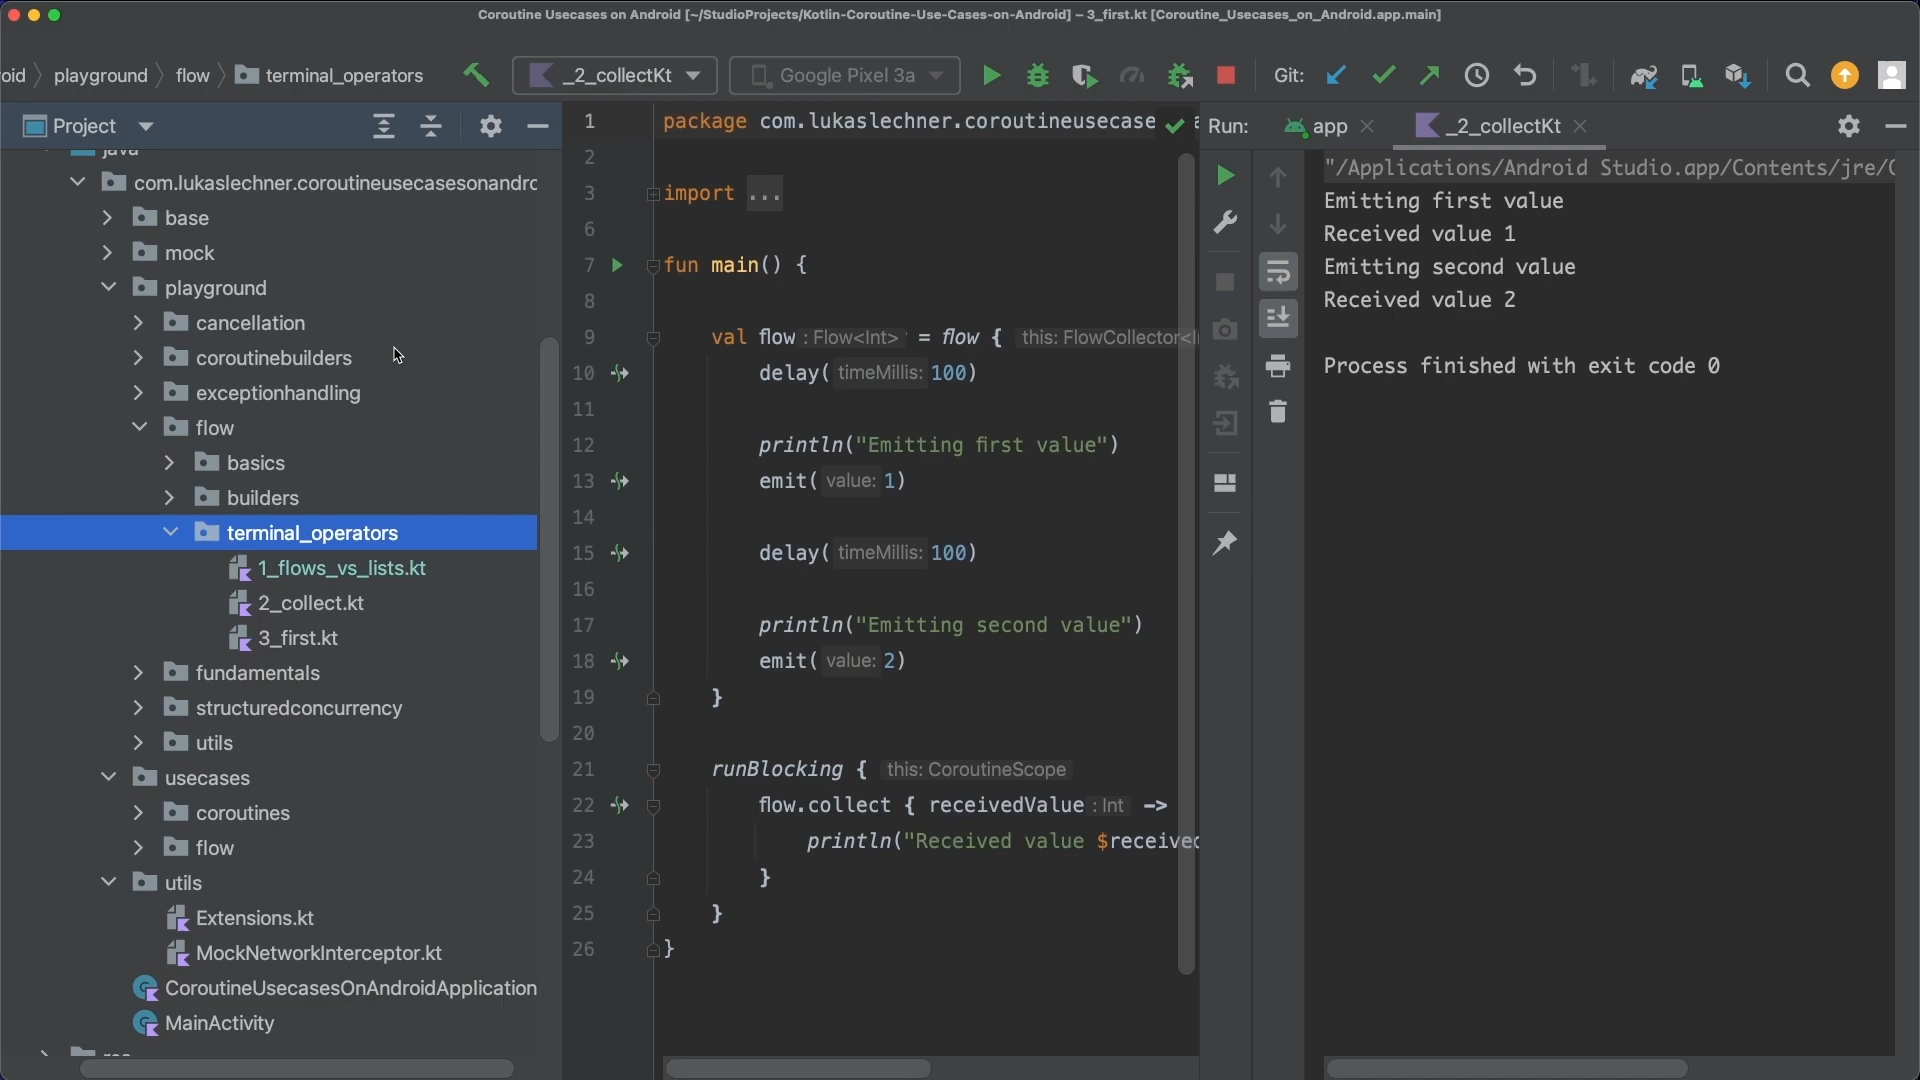 Coroutine Usecases on Android [~/StudioProjects/Kotlin-Coroutine-Use-Cases-on-Android] – 3_first.kt [Coroutine_Usecases_on_Android.app.main]
oid playground flow terminal_operators
_2_collectKt
Google Pixel 3a
Git:
Project
java
com.lukaslechner.coroutineusecasesonandro
base
mock
playground
cancellation
coroutinebuilders
exceptionhandling
flow
basics
builders
terminal_operators
1_flows_vs_lists.kt
2_collect.kt
3_first.kt
fundamentals
structuredconcurrency
utils
usecases
coroutines
flow
utils
Extensions.kt
MockNetworkInterceptor.kt
CoroutineUsecasesOnAndroidApplication
MainActivity
1 package com.lukaslechner.coroutineusecase
2
3 import ...
6
7 fun main() {
8
9 val flow : Flow<Int> = flow { this: FlowCollector<I
10 delay( timeMillis: 100)
11
12 println("Emitting first value")
13 emit( value: 1)
14
15 delay( timeMillis: 100)
16
17 println("Emitting second value")
18 emit( value: 2)
19 }
20
21 runBlocking { this: CoroutineScope
22 flow.collect { receivedValue : Int ->
23 println("Received value $received
24 }
25 }
26 }
Run: app _2_collectKt
"/Applications/Android Studio.app/Contents/jre/C
Emitting first value
Received value 1
Emitting second value
Received value 2
Process finished with exit code 0